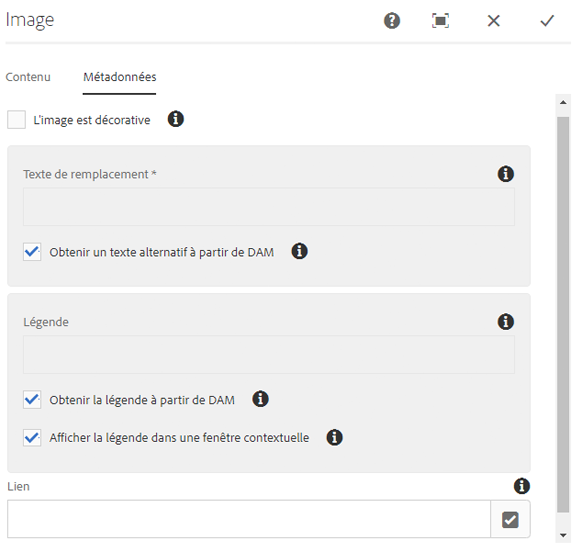 Image
Contenu Métadonnées
L'image est décorative
Texte de remplacement *
Obtenir un texte alternatif à partir de DAM
Légende
Obtenir la légende à partir de DAM
Afficher la légende dans une fenêtre contextuelle
Lien